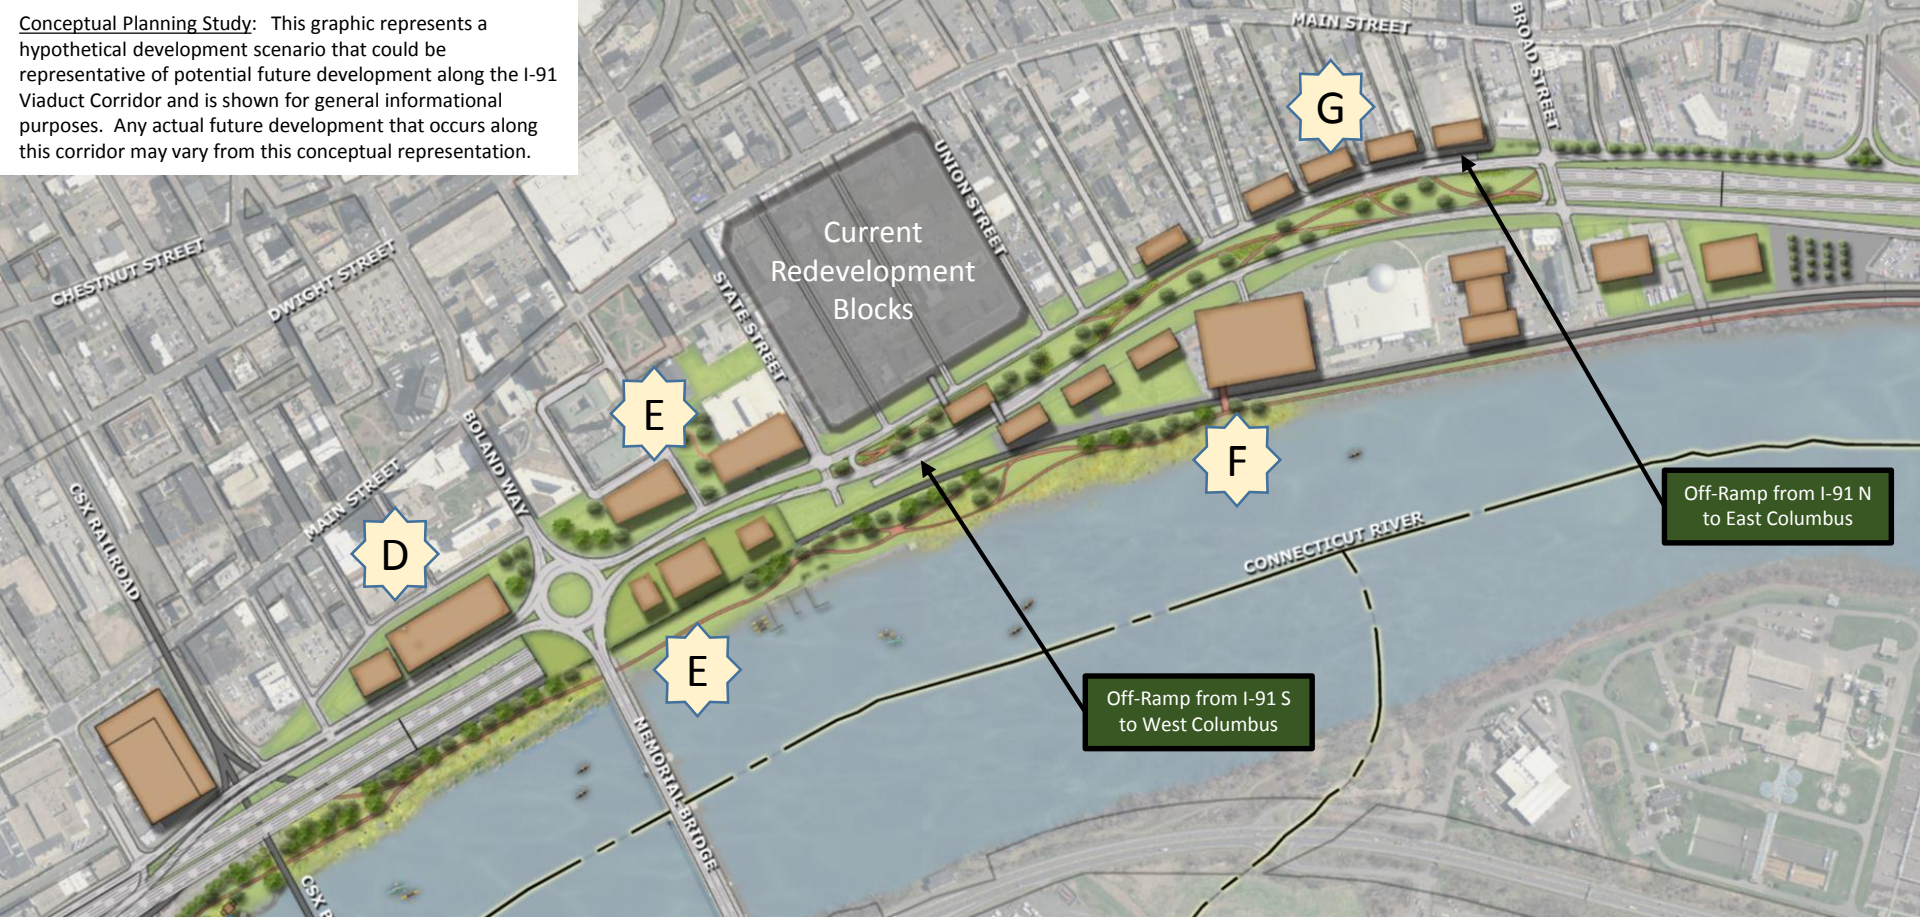 Conceptual Planning Study: This graphic represents a
hypothetical development scenario that could be
representative of potential future development along the I-91
Viaduct Corridor and is shown for general informational
purposes. Any actual future development that occurs along
this corridor may vary from this conceptual representation.
MAIN STREET
BROAD STREET
G
UNION STREET
Current
Redevelopment
Blocks
CHESTNUT STREET
DWIGHT STREET
STATE STREET
E
BOLAND WAY
MAIN STREET
CSX RAILROAD
D
F
Off-Ramp from I-91 N
to East Columbus
CONNECTICUT RIVER
E
Off-Ramp from I-91 S
to West Columbus
MEMORIAL BRIDGE
CSX